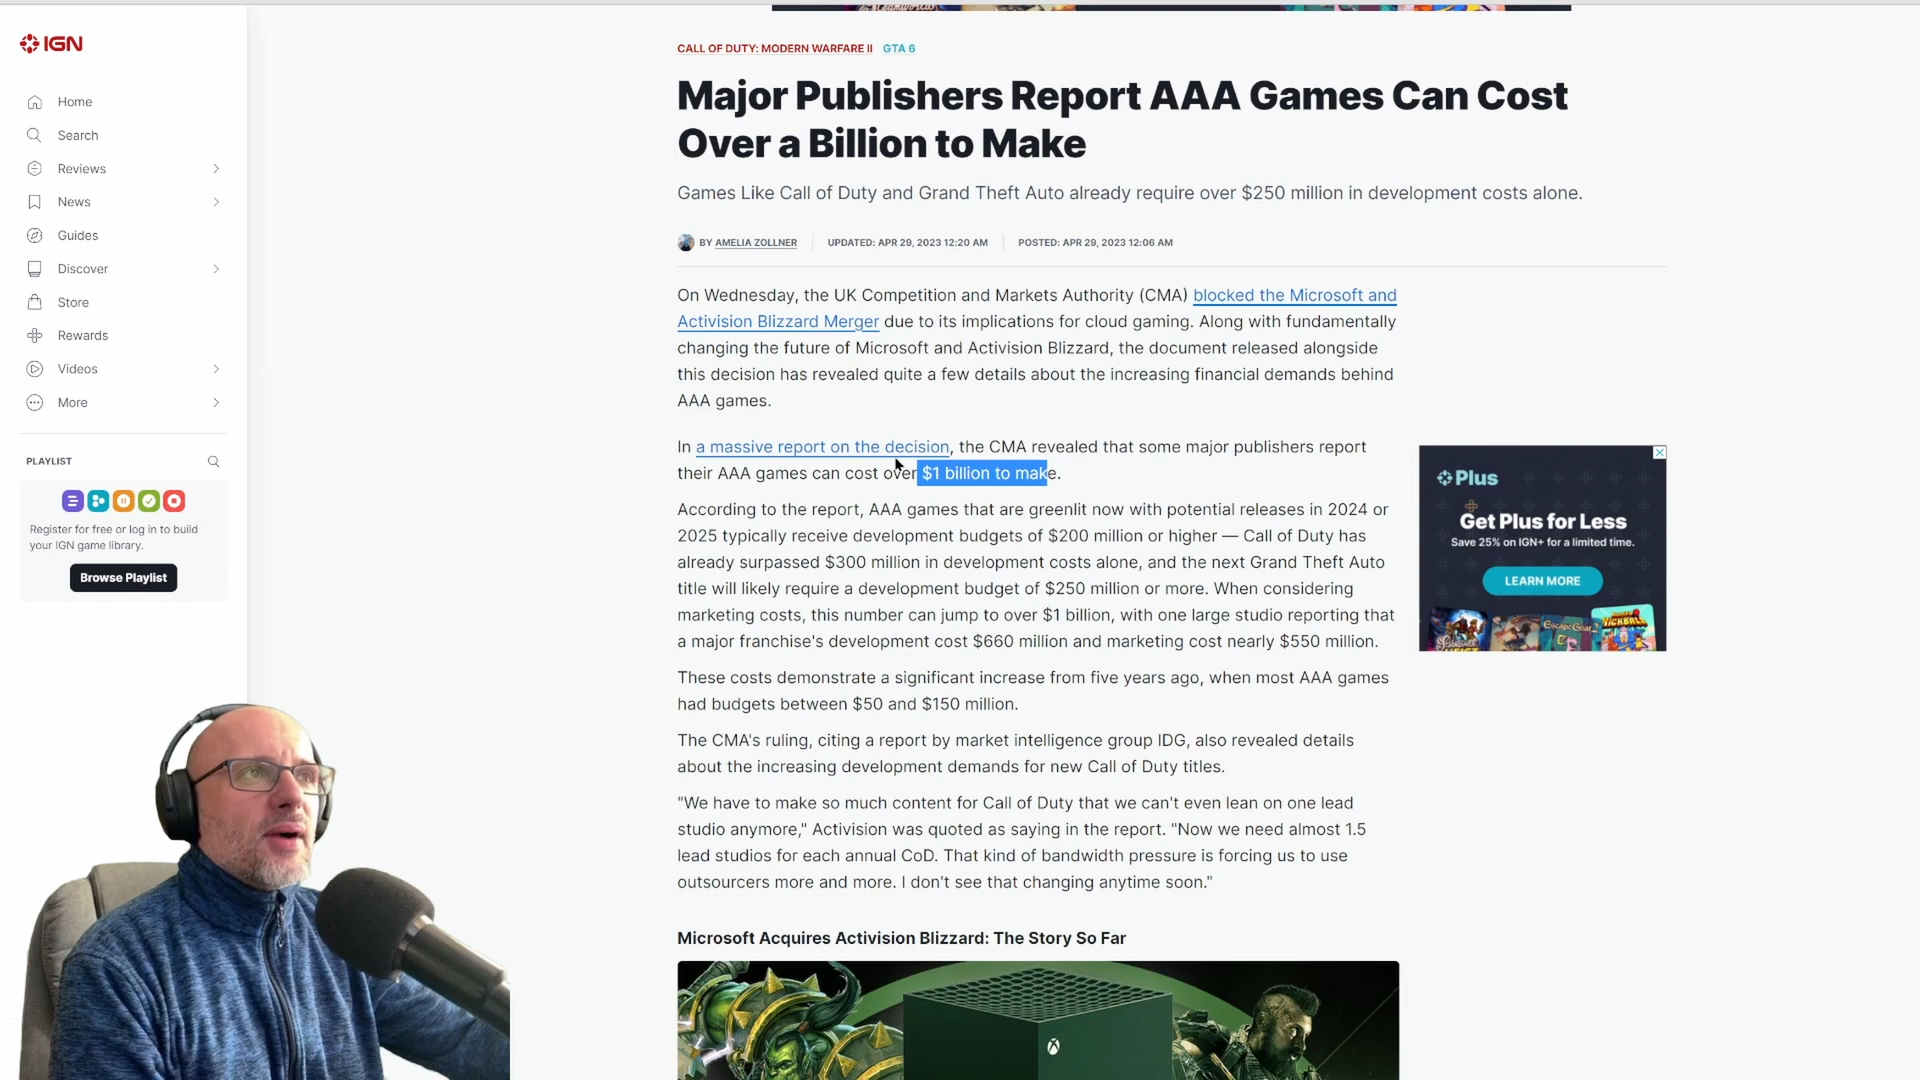 IGN
Home
Search
Reviews
News
Guides
Discover
Store
Rewards
Videos
More
PLAYLIST
Register for free or log in to build
your IGN game library.
Browse Playlist
CALL OF DUTY: MODERN WARFARE II GTA 6
Major Publishers Report AAA Games Can Cost
Over a Billion to Make
Games Like Call of Duty and Grand Theft Auto already require over $250 million in development costs alone.
BY AMELIA ZOLLNER UPDATED: APR 29, 2023 12:20 AM POSTED: APR 29, 2023 12:06 AM
On Wednesday, the UK Competition and Markets Authority (CMA) blocked the Microsoft and
Activision Blizzard Merger due to its implications for cloud gaming. Along with fundamentally
changing the future of Microsoft and Activision Blizzard, the document released alongside
this decision has revealed quite a few details about the increasing financial demands behind
AAA games.
In a massive report on the decision, the CMA revealed that some major publishers report
their AAA games can cost over $1 billion to make.
According to the report, AAA games that are greenlit now with potential releases in 2024 or
2025 typically receive development budgets of $200 million or higher — Call of Duty has
already surpassed $300 million in development costs alone, and the next Grand Theft Auto
title will likely require a development budget of $250 million or more. When considering
marketing costs, this number can jump to over $1 billion, with one large studio reporting that
a major franchise's development cost $660 million and marketing cost nearly $550 million.
These costs demonstrate a significant increase from five years ago, when most AAA games
had budgets between $50 and $150 million.
The CMA's ruling, citing a report by market intelligence group IDG, also revealed details
about the increasing development demands for new Call of Duty titles.
"We have to make so much content for Call of Duty that we can't even lean on one lead
studio anymore," Activision was quoted as saying in the report. "Now we need almost 1.5
lead studios for each annual CoD. That kind of bandwidth pressure is forcing us to use
outsourcers more and more. I don't see that changing anytime soon."
Microsoft Acquires Activision Blizzard: The Story So Far
Plus
Get Plus for Less
Save 25% on IGN+ for a limited time.
LEARN MORE